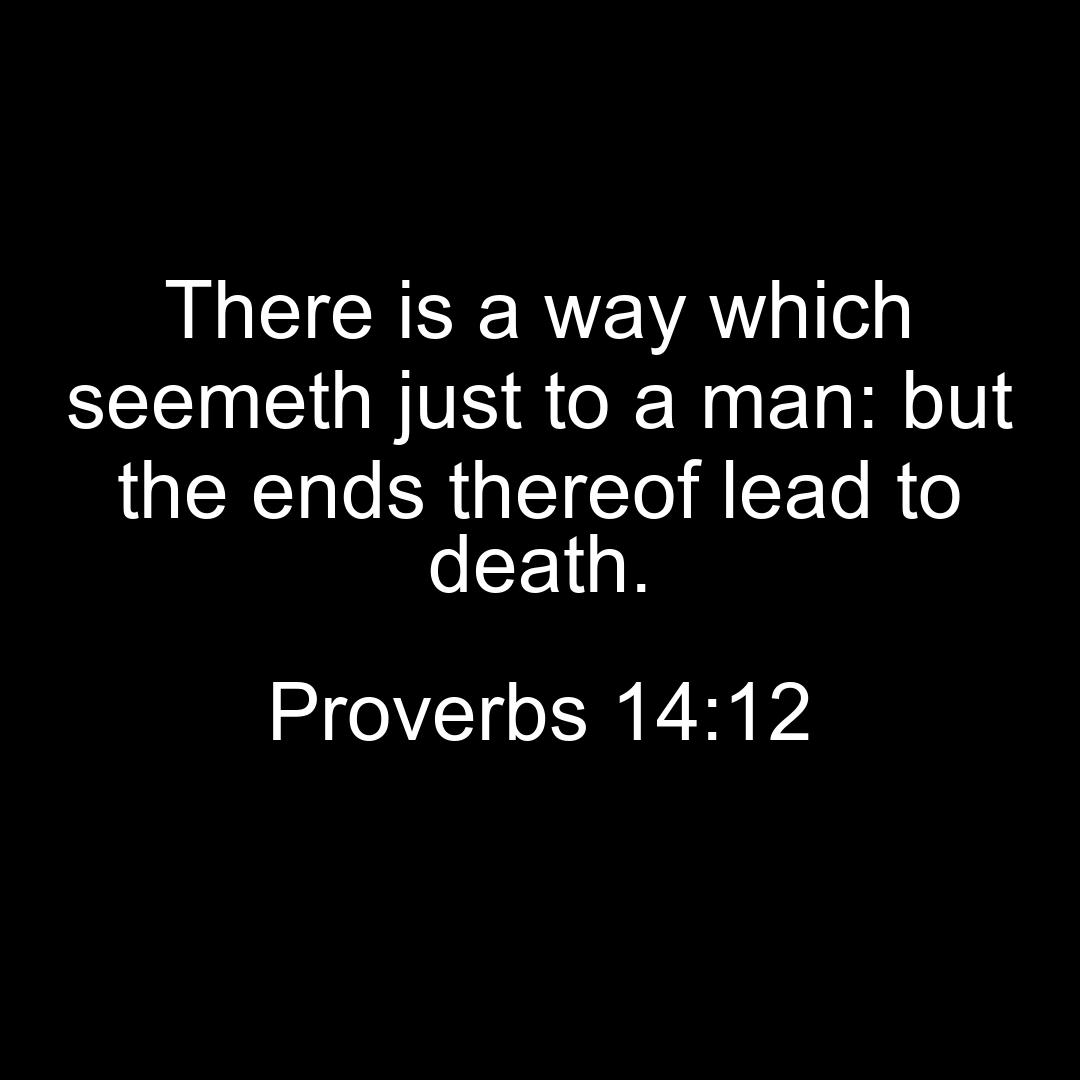 There is a way which
seemeth just to a man: but
the ends thereof lead to
death.
Proverbs 14:12